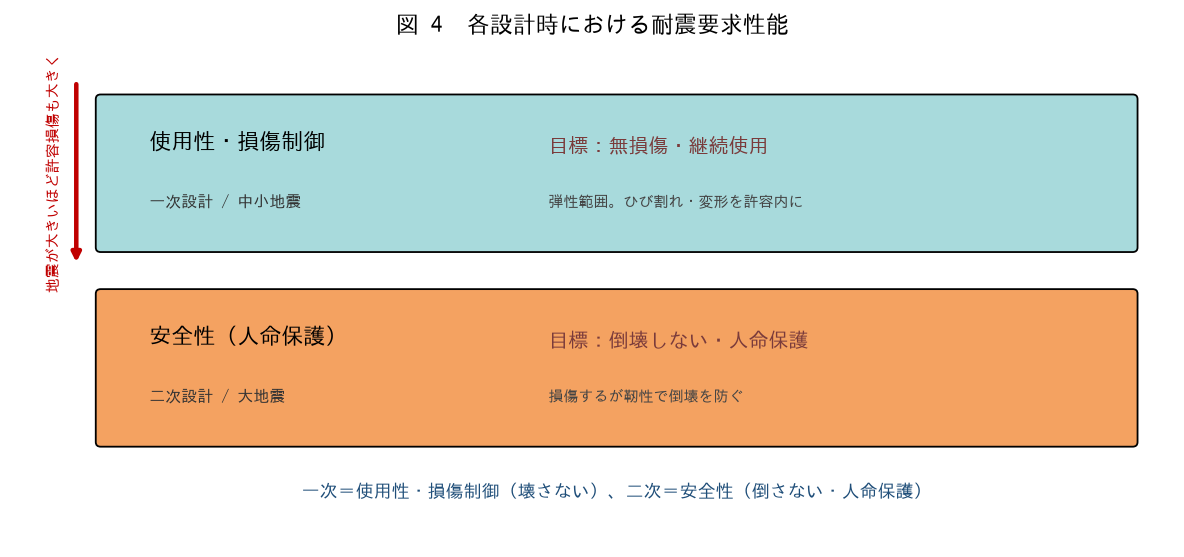 図 4　各設計時における耐震要求性能
地震が大きいほど許容損傷も大きく
使用性・損傷制御
目標：無損傷・継続使用
一次設計 / 中小地震
弾性範囲。ひび割れ・変形を許容内に
安全性（人命保護）
目標：倒壊しない・人命保護
二次設計 / 大地震
損傷するが靭性で倒壊を防ぐ
一次＝使用性・損傷制御（壊さない）、二次＝安全性（倒さない・人命保護）